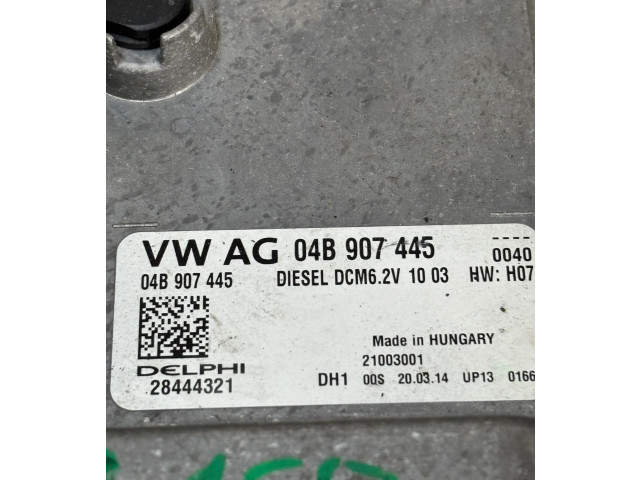 VW AG 04B 907 445
----
0040
04B 907 445 DIESEL DCM6.2V 10 03 HW: H07
Made in HUNGARY
21003001
DELPHI
28444321
DH1 00S 20.03.14 UP13 0166